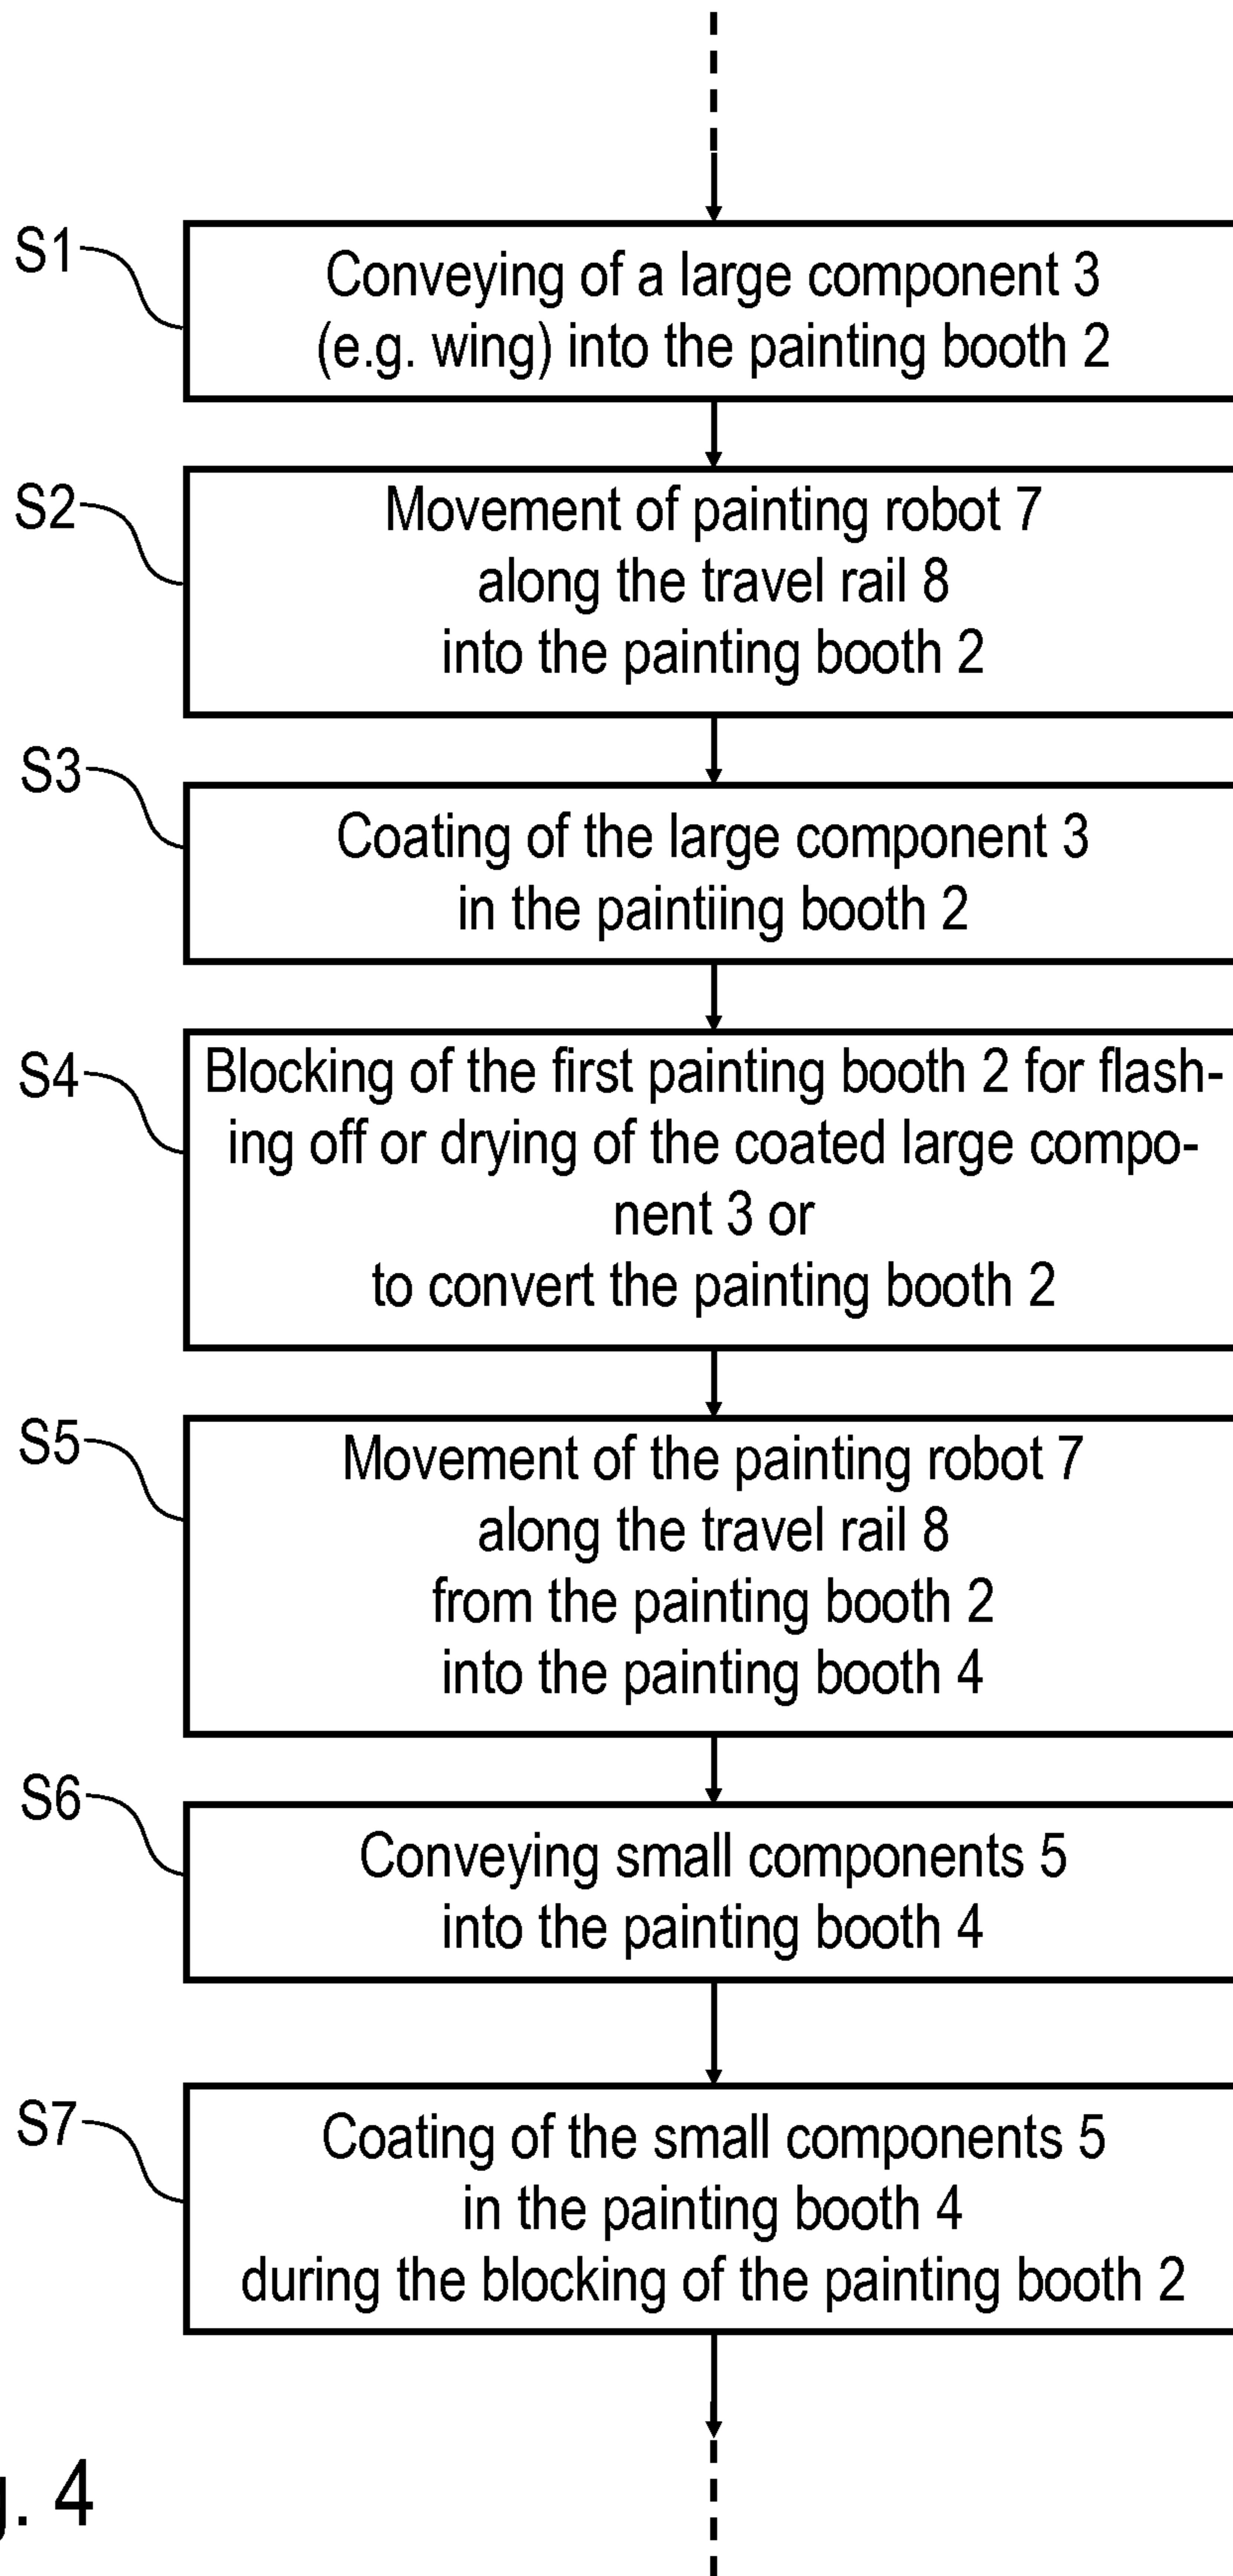 S1
Conveying of a large component 3
(e.g. wing) into the painting booth 2
S2
Movement of painting robot 7
along the travel rail 8
into the painting booth 2
S3
Coating of the large component 3
in the paintiing booth 2
S4
Blocking of the first painting booth 2 for flash-
ing off or drying of the coated large compo-
nent 3 or
to convert the painting booth 2
S5
Movement of the painting robot 7
along the travel rail 8
from the painting booth 2
into the painting booth 4
S6
Conveying small components 5
into the painting booth 4
S7
Coating of the small components 5
in the painting booth 4
during the blocking of the painting booth 2
g. 4